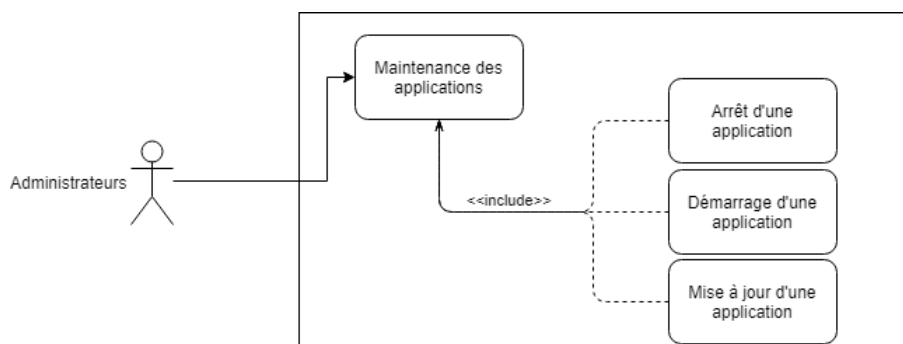 Maintenance des
applications
Arrêt d'une
application
Administrateurs
<<include>>
Démarrage d'une
application
Mise à jour d'une
application